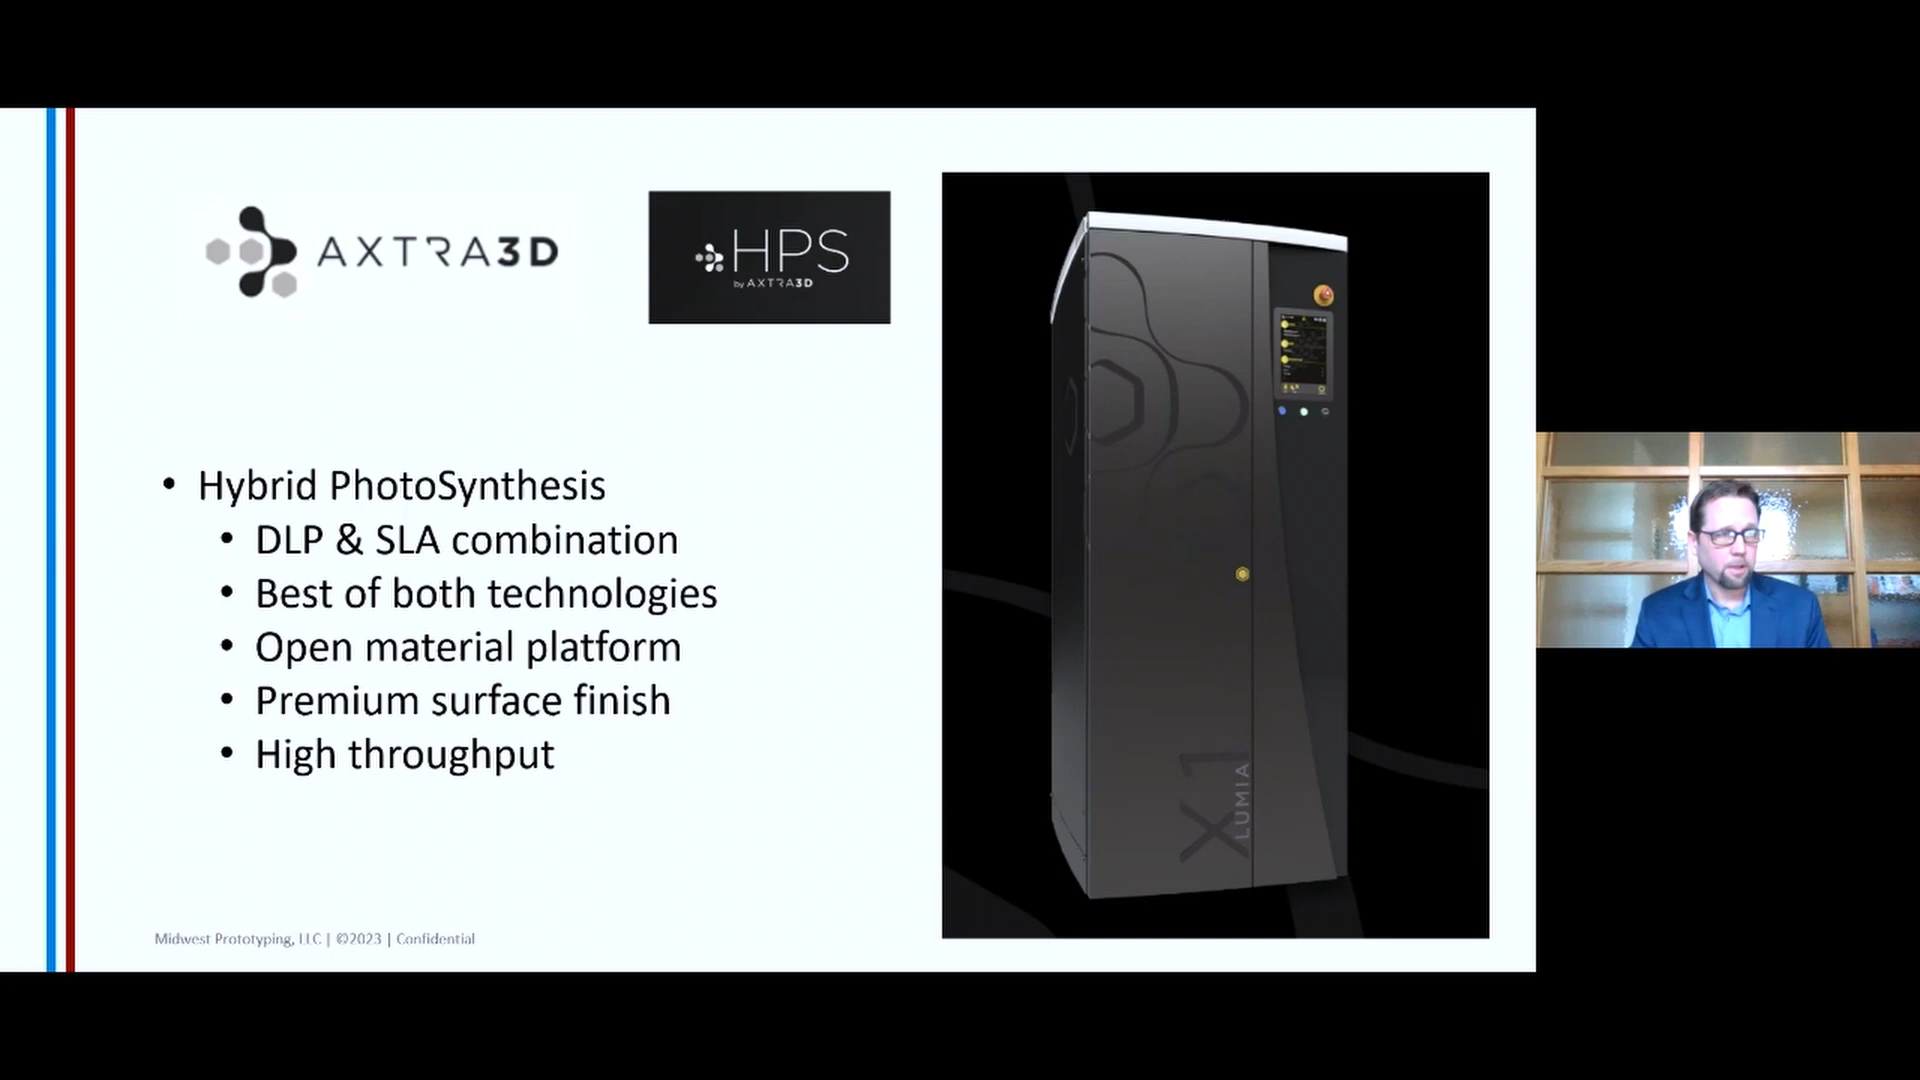 AXTRA3D
HPS
by AXTRA3D
• Hybrid PhotoSynthesis
• DLP & SLA combination
• Best of both technologies
• Open material platform
• Premium surface finish
• High throughput
X1
LUMIA
Midwest Prototyping, LLC | ©2023 | Confidential